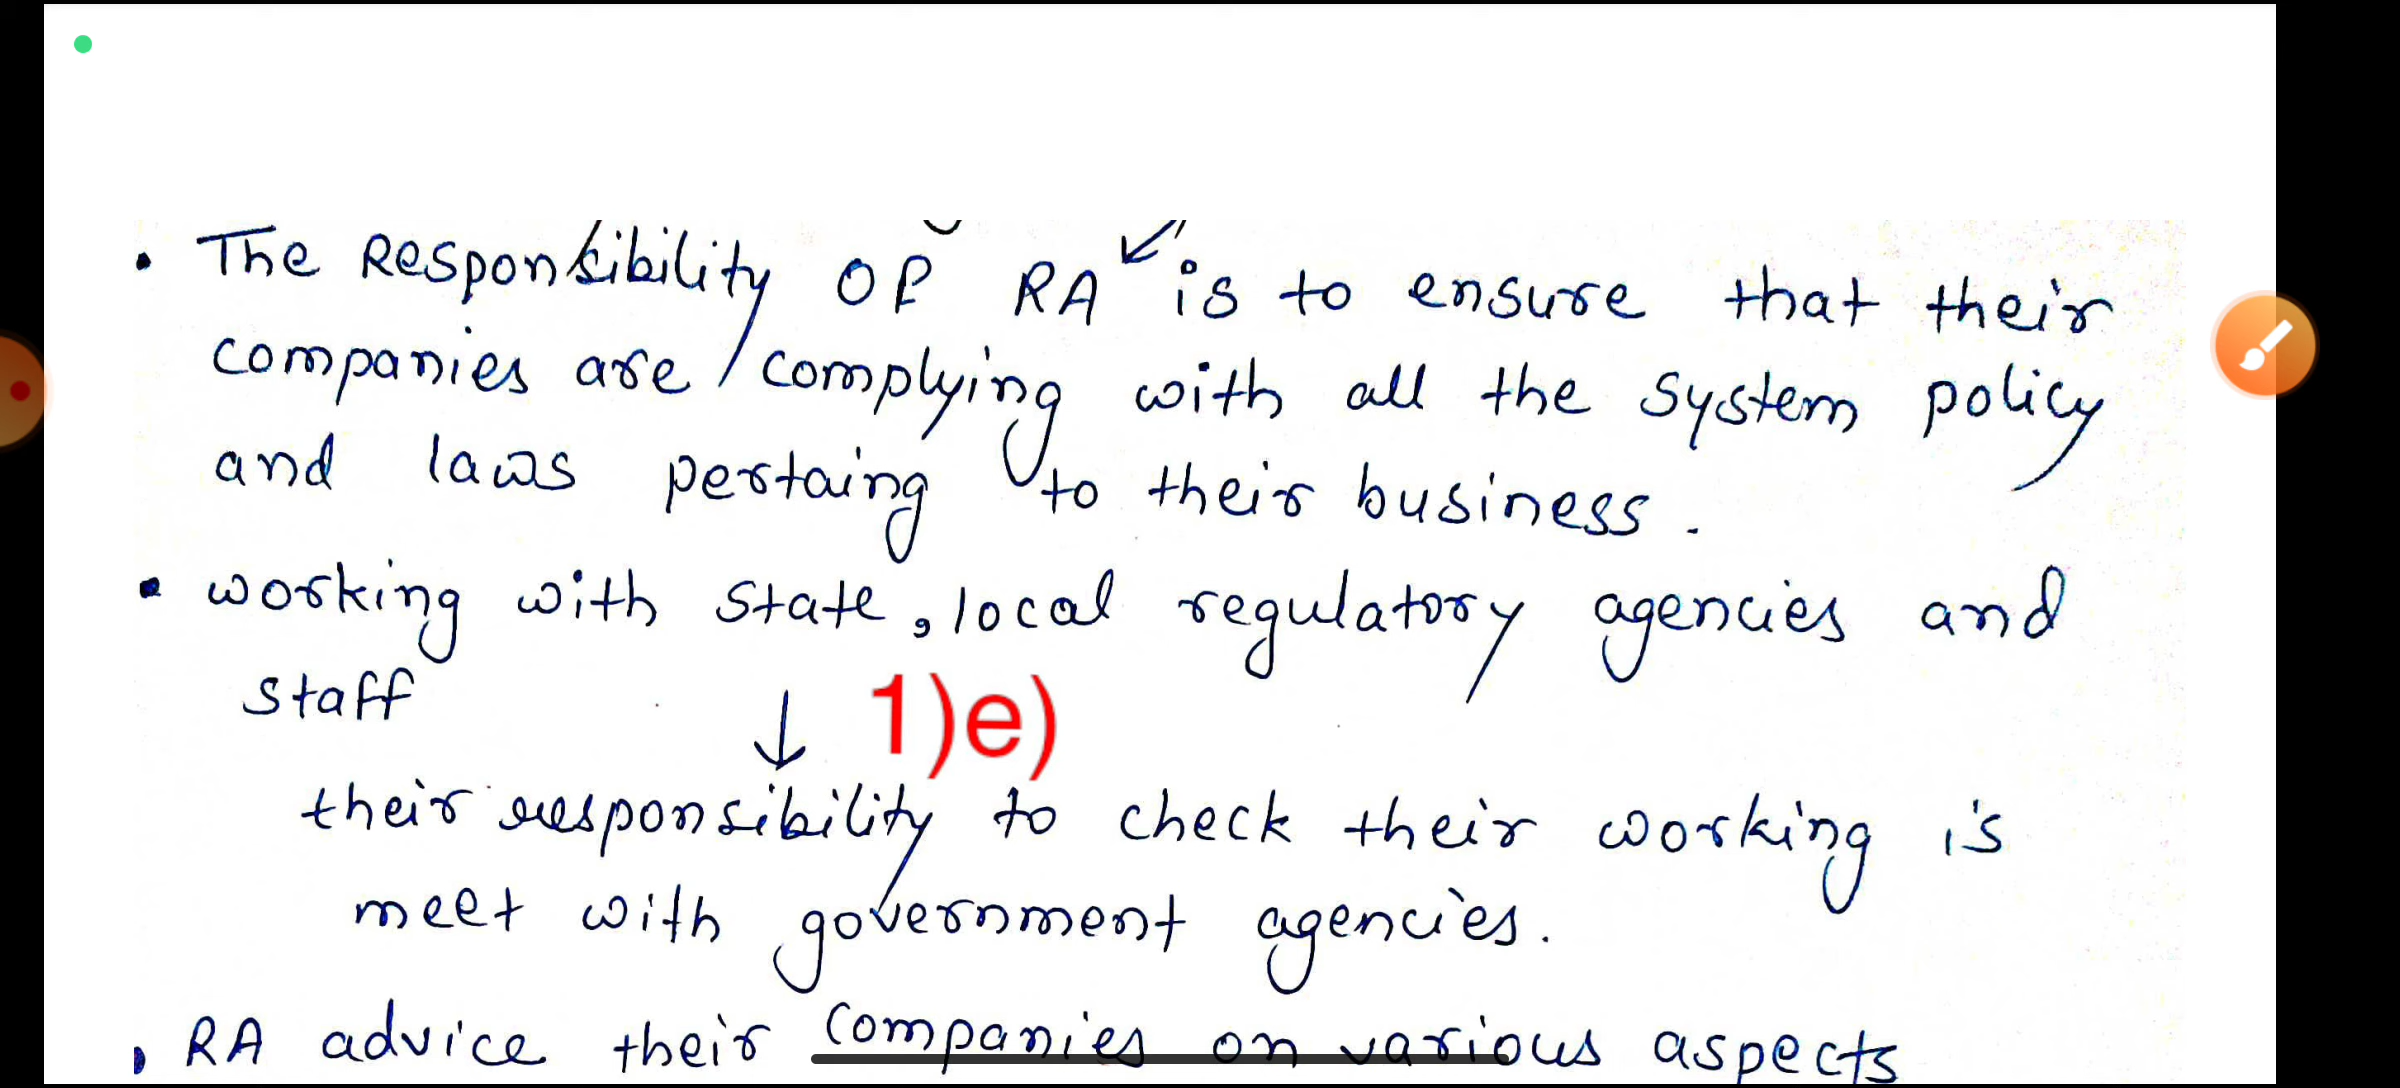 • The Responsibility OF RA is to ensure that their
companies are complying with all the system policy
and laws pertaing to their business.
• working with state, local regulatory agencies and
staff
↓ 1)e)
their responsibility to check their working is
meet with government agencies.
• RA advice their companies on various aspects